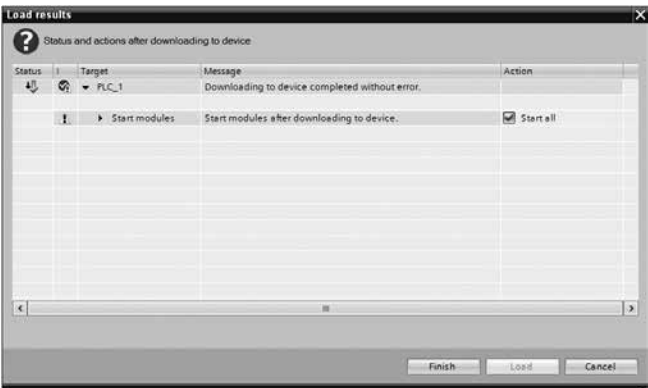 Load results
Status and actions after downloading to device
Status ! Target Message Action
PLC_1 Downloading to device completed without error.
! Start modules Start modules after downloading to device. Start all
Finish Load Cancel